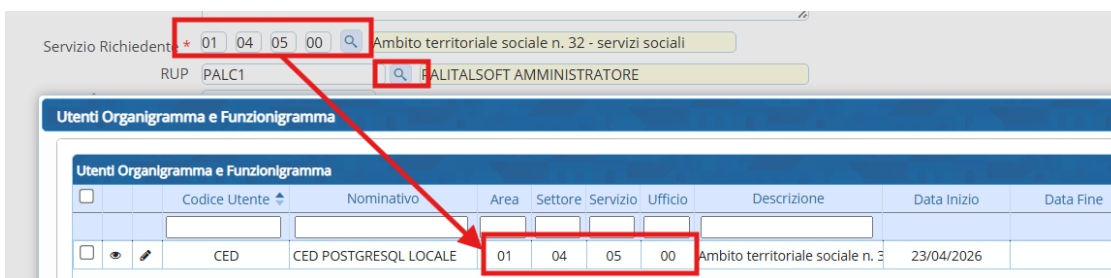 Servizio Richiedente * 01 04 05 00 Ambito territoriale sociale n. 32 - servizi sociali
RUP PALC1 PALITALSOFT AMMINISTRATORE
Utenti Organigramma e Funzionigramma
Utenti Organigramma e Funzionigramma
Codice Utente Nominativo Area Settore Servizio Ufficio Descrizione Data Inizio Data Fine
CED CED POSTGRESQL LOCALE 01 04 05 00 Ambito territoriale sociale n. 3 23/04/2026